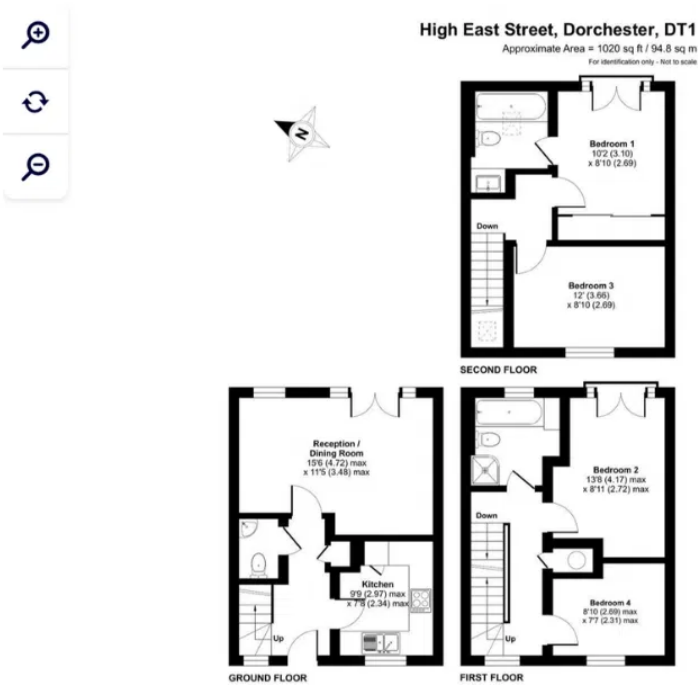 High East Street, Dorchester, DT1
Approximate Area = 1020 sq ft / 94.8 sq m
For identification only - Not to scale
N
Bedroom 1
10'2 (3.10)
x 8'10 (2.69)
Down
Bedroom 3
12' (3.66)
x 8'10 (2.69)
SECOND FLOOR
Reception /
Dining Room
15'6 (4.72) max
x 11'5 (3.48) max
Kitchen
9'9 (2.97) max
x 7'8 (2.34) max
Up
GROUND FLOOR
Bedroom 2
13'8 (4.17) max
x 8'11 (2.72) max
Down
Bedroom 4
8'10 (2.69) max
x 7'7 (2.31) max
Up
FIRST FLOOR